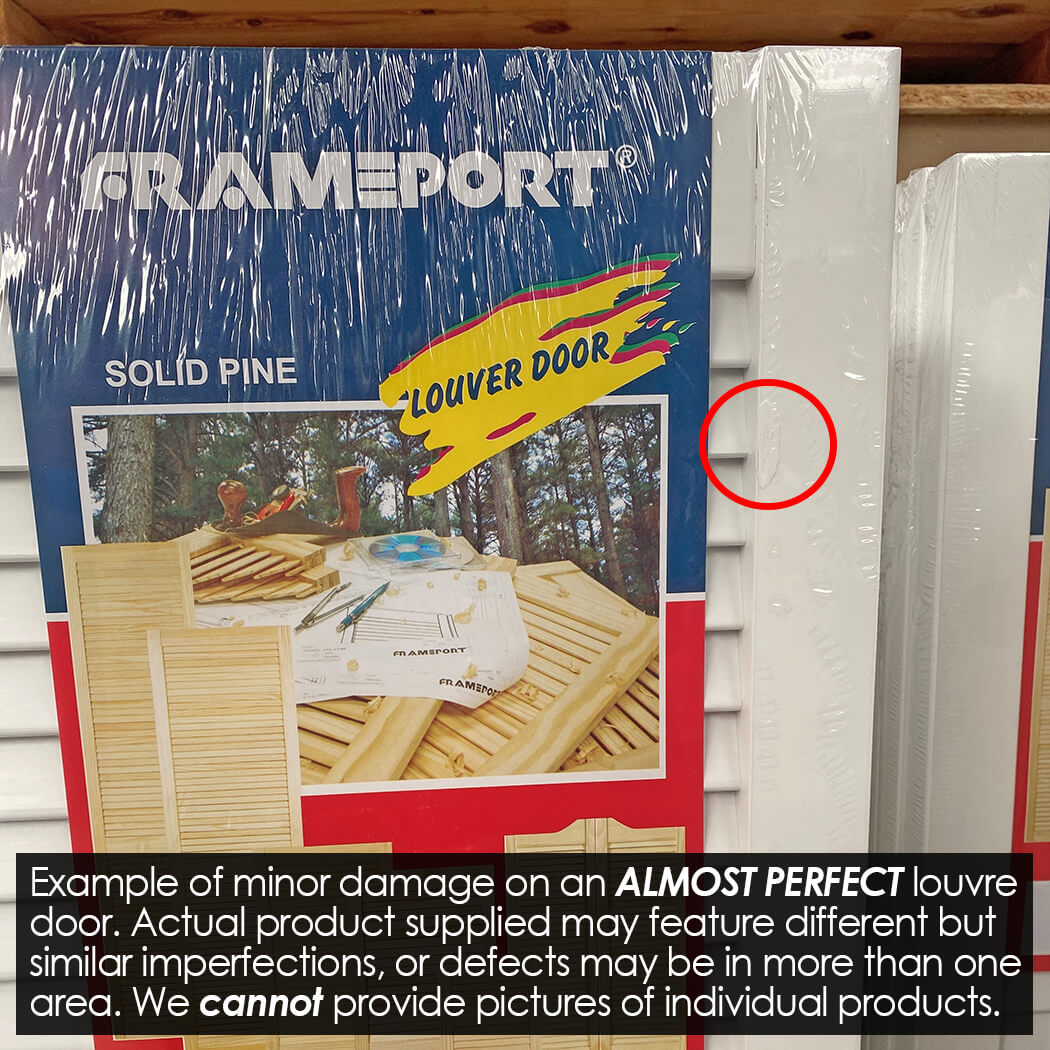 FRAMEPORT®
SOLID PINE
LOUVER DOOR
FRAMEPORT
FRAMEPORT
Example of minor damage on an ALMOST PERFECT louvre
door. Actual product supplied may feature different but
similar imperfections, or defects may be in more than one
area. We cannot provide pictures of individual products.